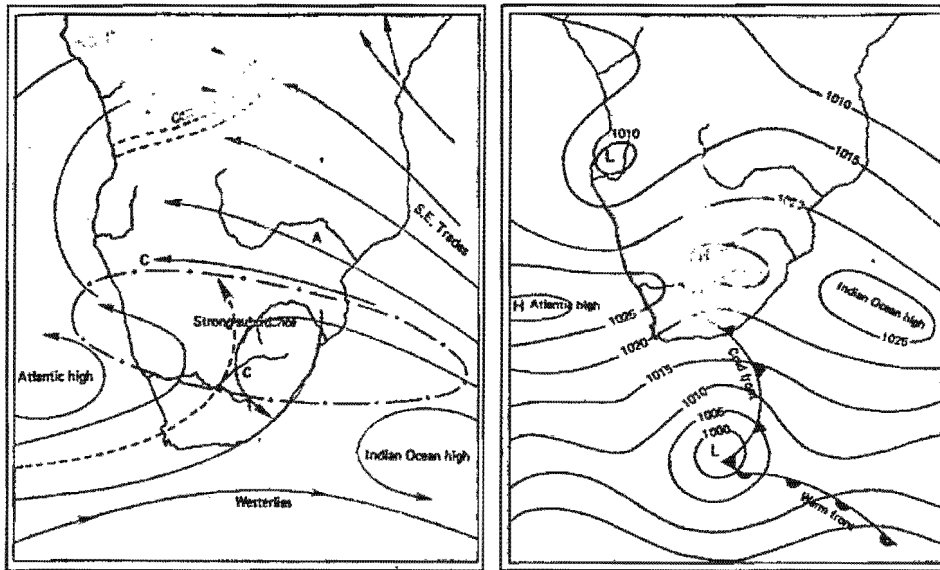 C
A
S.E. Trades
C
Strong
C
Atlantic high
Indian Ocean high
Westerlies
1010
1010
L
1015
H Atlantic high
1025
Indian Ocean high
1025
1020
Cold front
1015
1010
1005
1000
L
Warm front